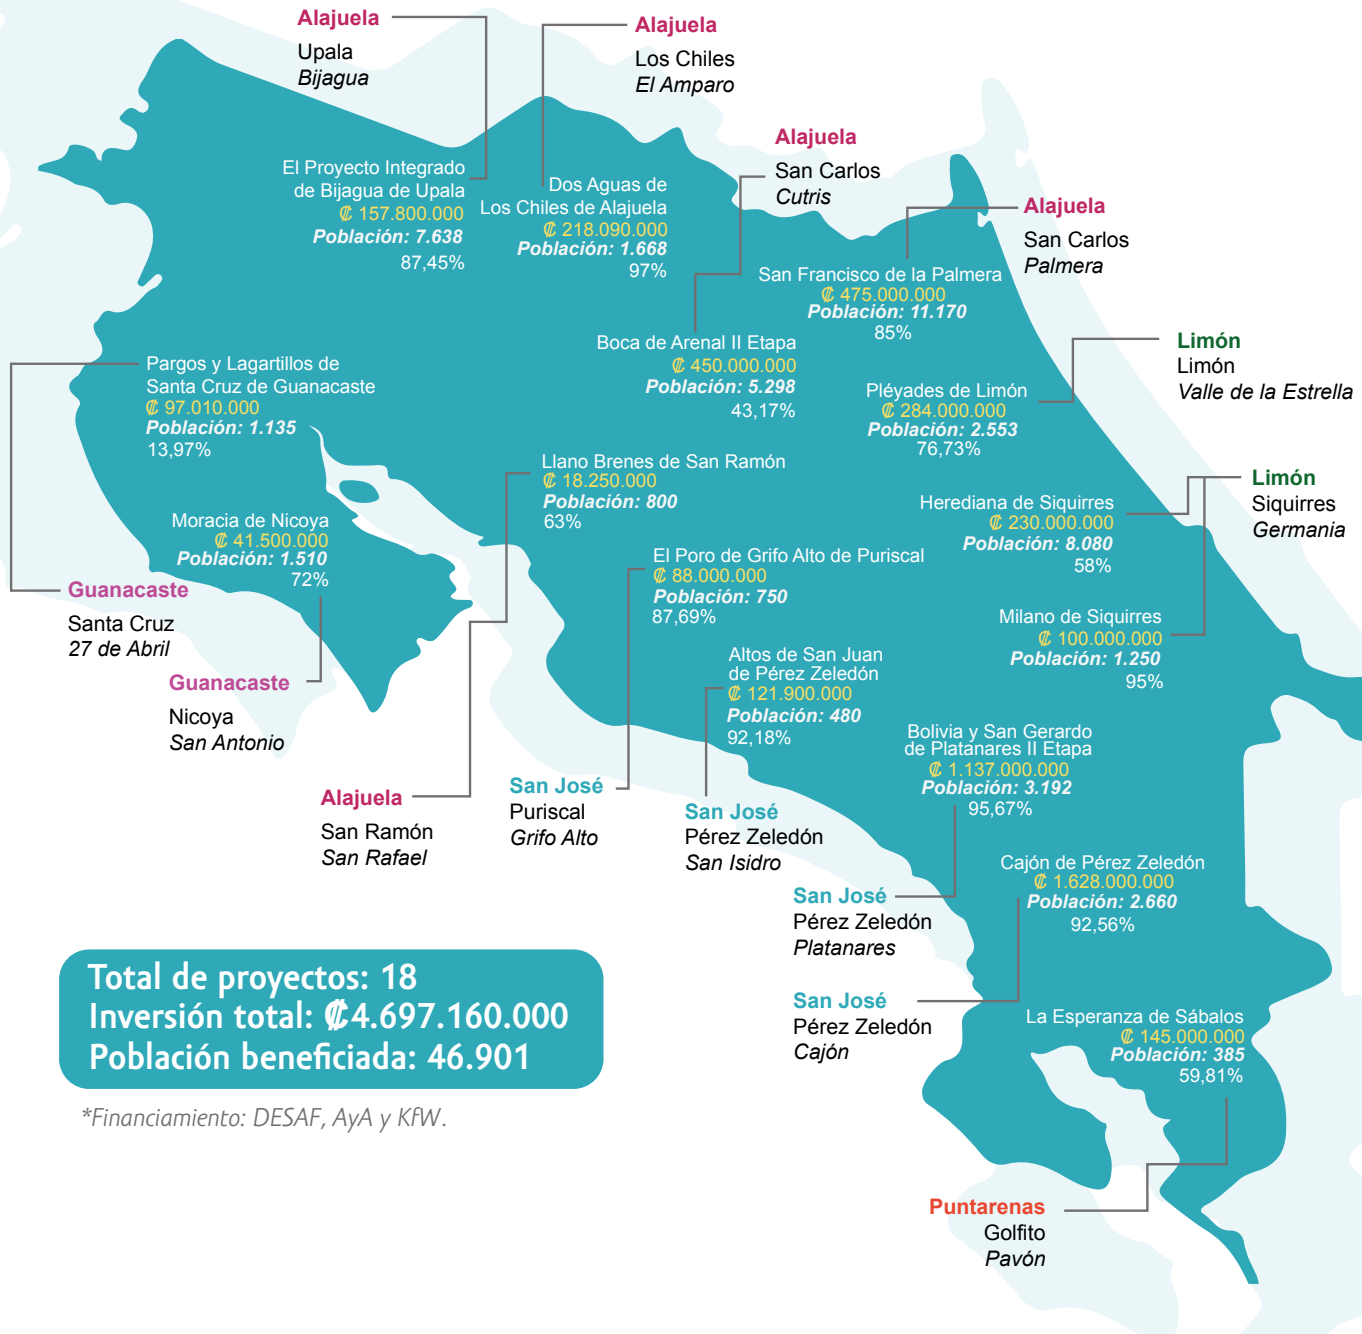 Alajuela
Upala
Bijagua
Alajuela
Los Chiles
El Amparo
Alajuela
San Carlos
Cutris
Alajuela
San Carlos
Palmera
El Proyecto Integrado
de Bijagua de Upala
₡ 157.800.000
Población: 7.638
87,45%
Dos Aguas de
Los Chiles de Alajuela
₡ 218.090.000
Población: 1.668
97%
San Francisco de la Palmera
₡ 475.000.000
Población: 11.170
85%
Boca de Arenal II Etapa
₡ 450.000.000
Población: 5.298
43,17%
Limón
Limón
Valle de la Estrella
Pléyades de Limón
₡ 284.000.000
Población: 2.553
76,73%
Pargos y Lagartillos de
Santa Cruz de Guanacaste
₡ 97.010.000
Población: 1.135
13,97%
Llano Brenes de San Ramón
₡ 18.250.000
Población: 800
63%
Limón
Siquirres
Germania
Herediana de Siquirres
₡ 230.000.000
Población: 8.080
58%
Moracia de Nicoya
₡ 41.500.000
Población: 1.510
72%
El Poro de Grifo Alto de Puriscal
₡ 88.000.000
Población: 750
87,69%
Guanacaste
Santa Cruz
27 de Abril
Milano de Siquirres
₡ 100.000.000
Población: 1.250
95%
Guanacaste
Nicoya
San Antonio
Altos de San Juan
de Pérez Zeledón
₡ 121.900.000
Población: 480
92,18%
Bolivia y San Gerardo
de Platanares II Etapa
₡ 1.137.000.000
Población: 3.192
95,67%
Alajuela
San Ramón
San Rafael
San José
Puriscal
Grifo Alto
San José
Pérez Zeledón
San Isidro
Cajón de Pérez Zeledón
₡ 1.628.000.000
Población: 2.660
92,56%
San José
Pérez Zeledón
Platanares
San José
Pérez Zeledón
Cajón
La Esperanza de Sábalos
₡ 145.000.000
Población: 385
59,81%
Total de proyectos: 18
Inversión total: ₡4.697.160.000
Población beneficiada: 46.901
*Financiamiento: DESAF, AyA y KfW.
Puntarenas
Golfito
Pavón